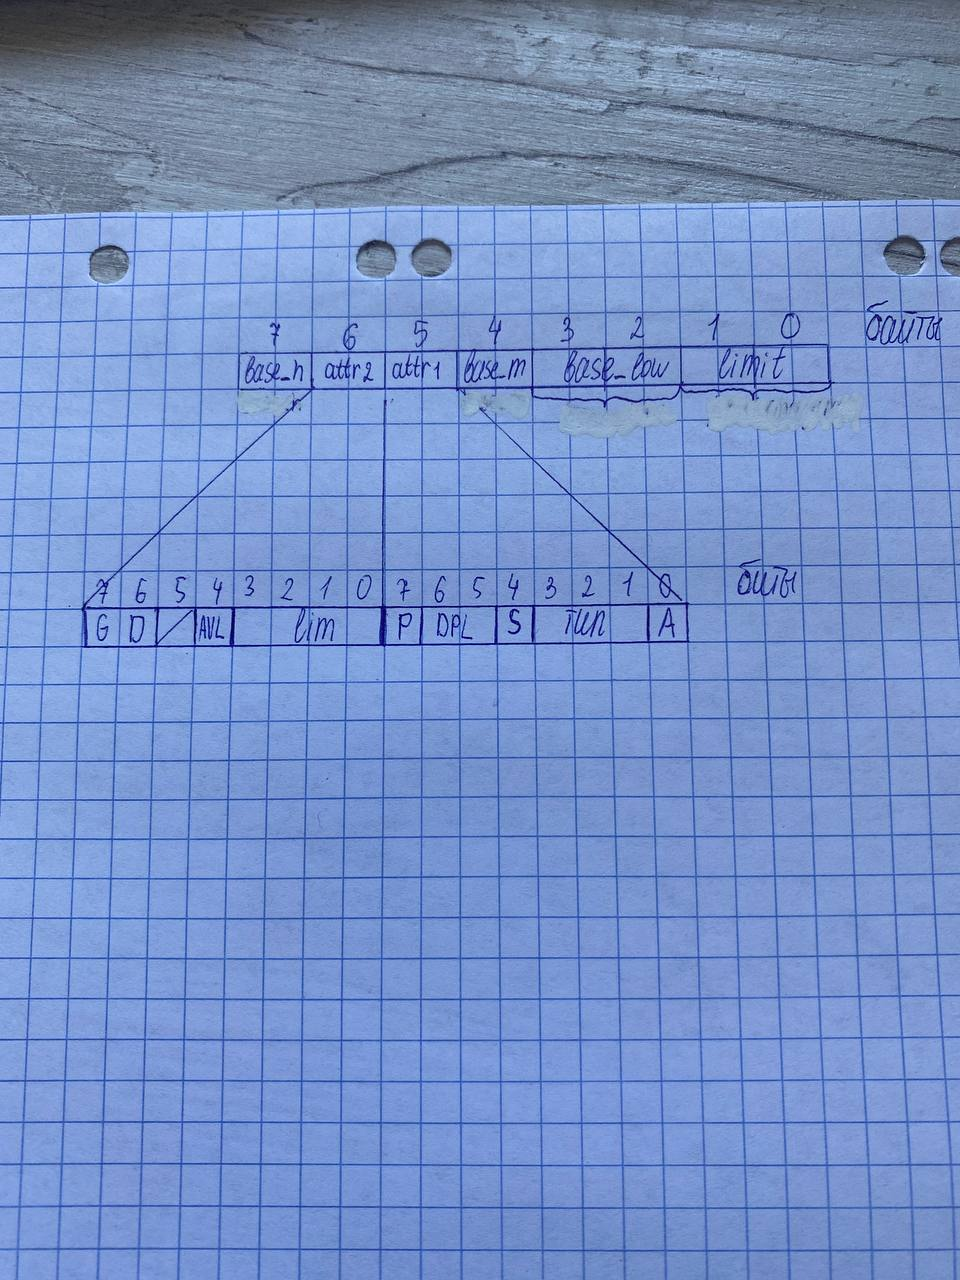 7 6 5 4 3 2 1 0 байты
base_h attr2 attr1 base_m base_low limit
7 6 5 4 3 2 1 0 7 6 5 4 3 2 1 0 биты
G D AVL lim P DPL S Тип A